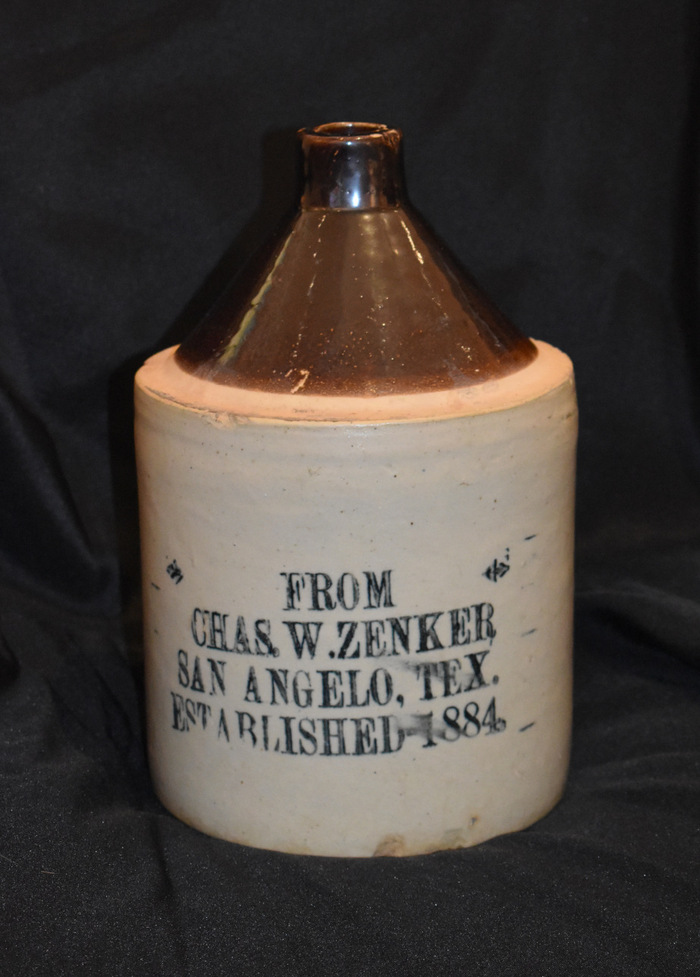 FROM
CHAS. W. ZENKER
SAN ANGELO, TEX.
ESTABLISHED 1884.